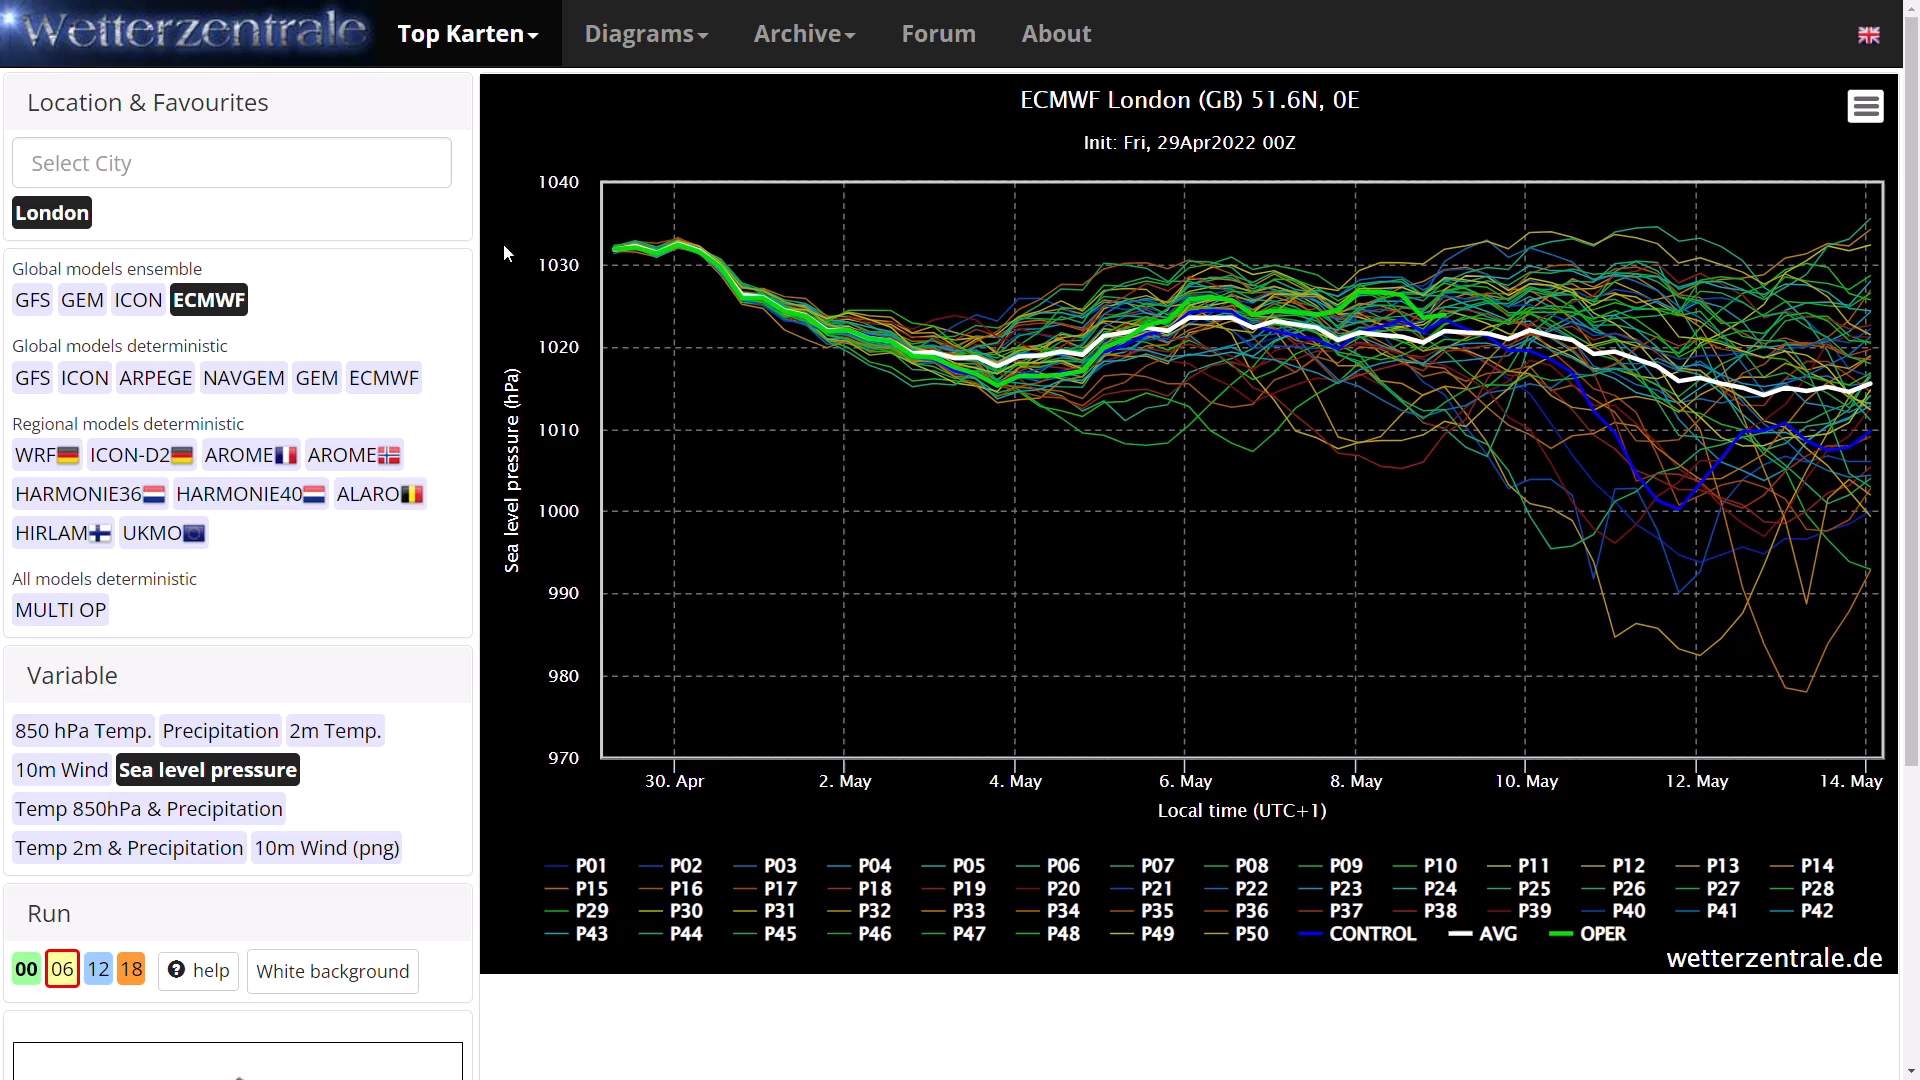 Wetterzentrale Top Karten Diagrams Archive Forum About
Location & Favourites
Select City
London
Global models ensemble
GFS GEM ICON ECMWF
Global models deterministic
GFS ICON ARPEGE NAVGEM GEM ECMWF
Regional models deterministic
WRF ICON-D2 AROME AROME
HARMONIE36 HARMONIE40 ALARO
HIRLAM UKMO
All models deterministic
MULTI OP
Variable
850 hPa Temp. Precipitation 2m Temp.
10m Wind Sea level pressure
Temp 850hPa & Precipitation
Temp 2m & Precipitation 10m Wind (png)
Run
00 06 12 18 help White background
ECMWF London (GB) 51.6N, 0E
Init: Fri, 29Apr2022 00Z
Sea level pressure (hPa)
1040
1030
1020
1010
1000
990
980
970
30. Apr 2. May 4. May 6. May 8. May 10. May 12. May 14. May
Local time (UTC+1)
P01 P02 P03 P04 P05 P06 P07 P08 P09 P10 P11 P12 P13 P14
P15 P16 P17 P18 P19 P20 P21 P22 P23 P24 P25 P26 P27 P28
P29 P30 P31 P32 P33 P34 P35 P36 P37 P38 P39 P40 P41 P42
P43 P44 P45 P46 P47 P48 P49 P50 CONTROL AVG OPER
wetterzentrale.de